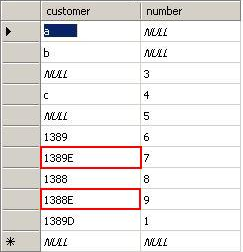 customer number
a NULL
b NULL
NULL 3
c 4
NULL 5
1389 6
1389E 7
1388 8
1388E 9
1389D 1
NULL NULL